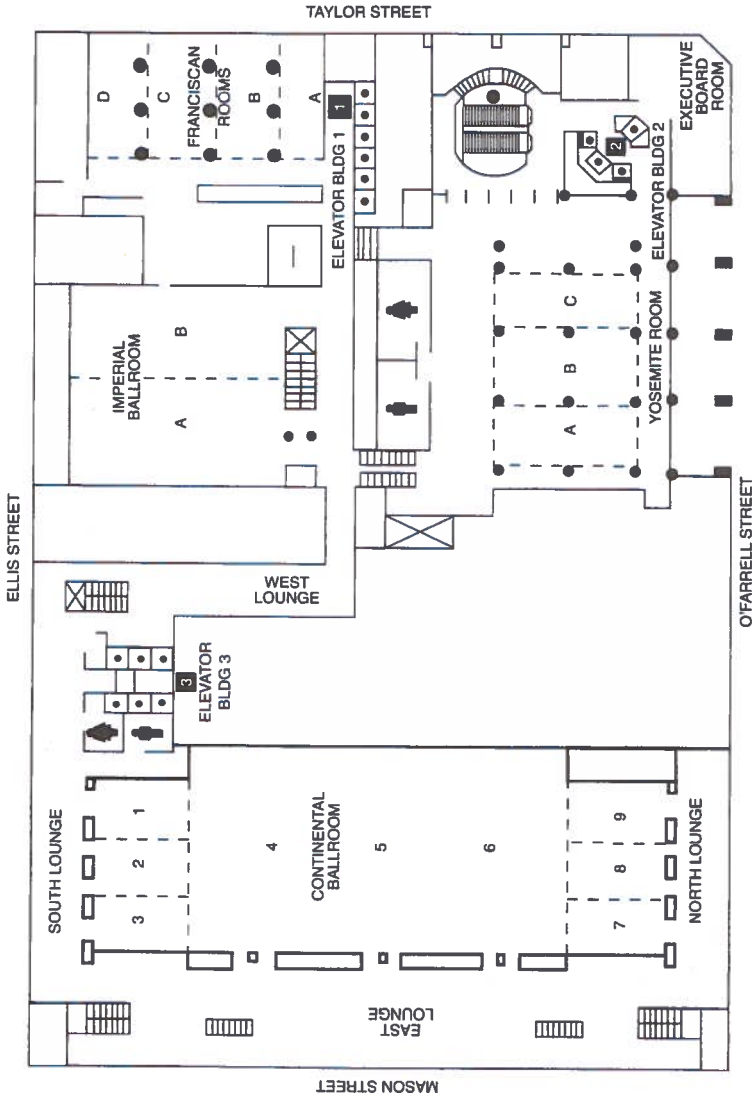 TAYLOR STREET
D
C
FRANCISCAN
ROOMS
B
A
1
ELEVATOR BLDG 1
EXECUTIVE
BOARD
ROOM
2
ELEVATOR BLDG 2
IMPERIAL
BALLROOM
B
A
C
B
A
YOSEMITE ROOM
ELLIS STREET
O'FARRELL STREET
WEST
LOUNGE
3
ELEVATOR
BLDG 3
SOUTH LOUNGE
1
2
3
CONTINENTAL
BALLROOM
4
5
6
9
8
7
NORTH LOUNGE
EAST
LOUNGE
MASON STREET